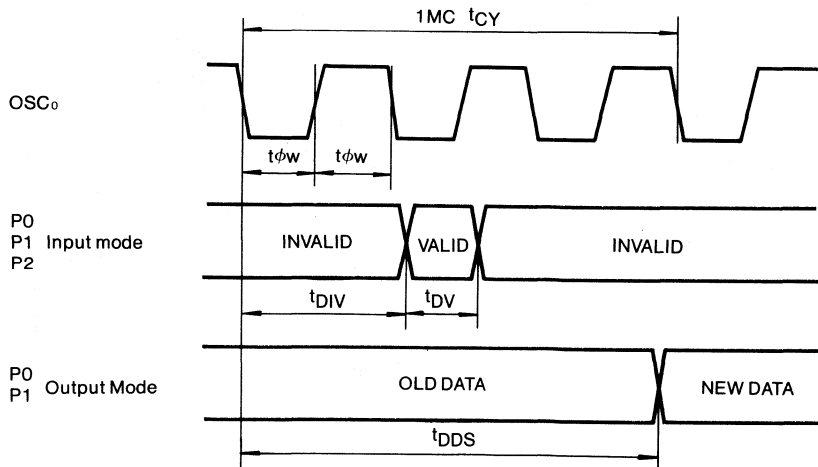 1MC tCY
OSC0
tϕw tϕw
P0
P1 Input mode
P2
INVALID VALID INVALID
tDIV tDV
P0
P1 Output Mode
OLD DATA NEW DATA
tDDS